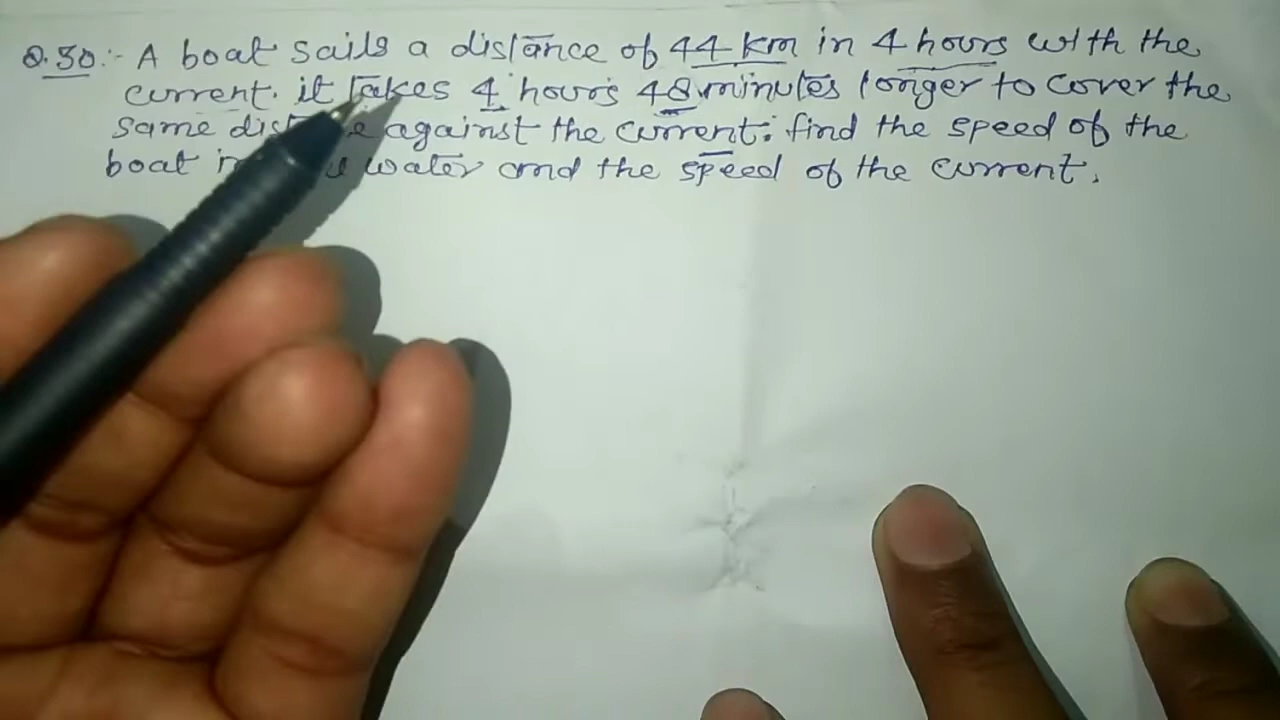 Q.30:- A boat sails a distance of 44 km in 4 hours with the
current. it takes 4 hours 48 minutes longer to cover the
same against the current. find the speed of the
boat water and the speed of the current.